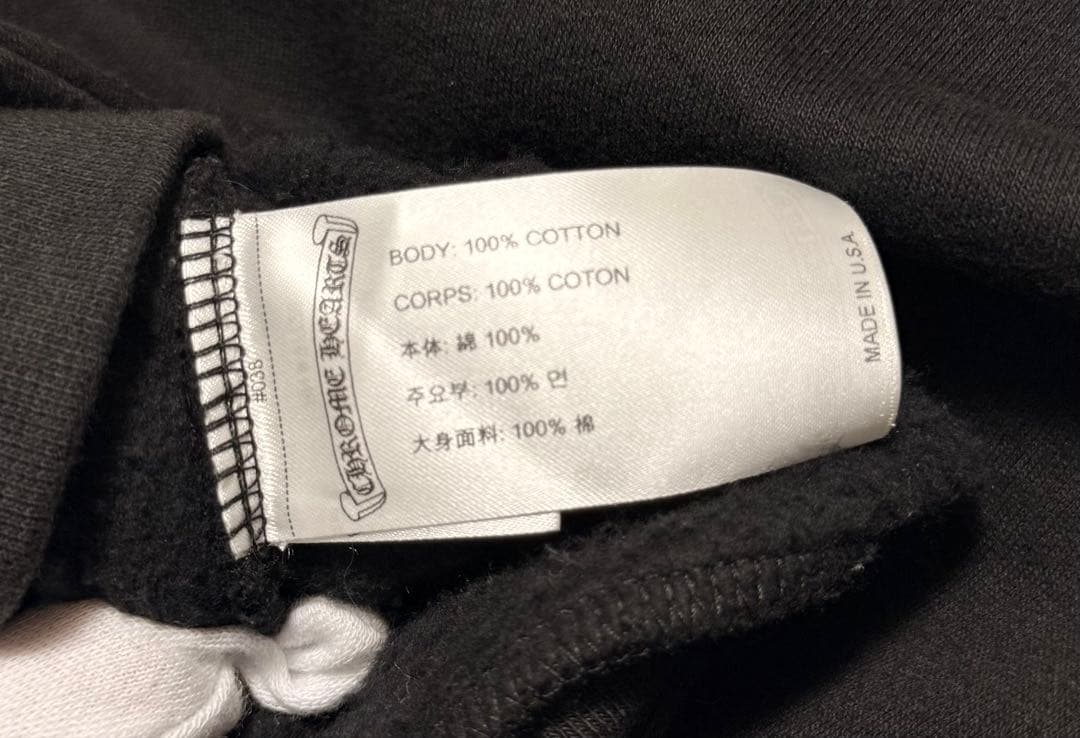 #038
CHROME HEARTS
BODY: 100% COTTON
CORPS: 100% COTON
本体: 綿 100%
주요부: 100% 면
大身面料: 100% 棉
MADE IN U.S.A.